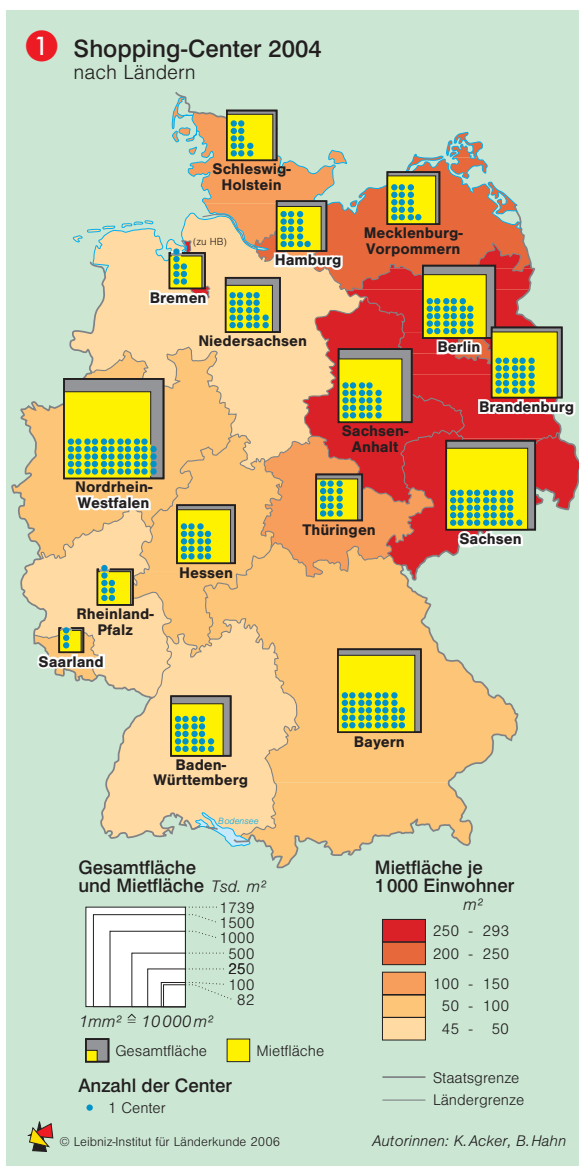 1 Shopping-Center 2004
nach Ländern
Schleswig-
Holstein
Mecklenburg-
Vorpommern
Hamburg
(zu HB)
Bremen
Niedersachsen
Berlin
Brandenburg
Sachsen-
Anhalt
Nordrhein-
Westfalen
Sachsen
Thüringen
Hessen
Rheinland-
Pfalz
Saarland
Bayern
Baden-
Württemberg
Bodensee
Gesamtfläche
und Mietfläche Tsd. m²
1739
1500
1000
500
250
100
82
1mm² ≙ 10000m²
Gesamtfläche
Mietfläche
Anzahl der Center
1 Center
Mietfläche je
1000 Einwohner
m²
250 - 293
200 - 250
100 - 150
50 - 100
45 - 50
Staatsgrenze
Ländergrenze
© Leibniz-Institut für Länderkunde 2006
Autorinnen: K. Acker, B. Hahn